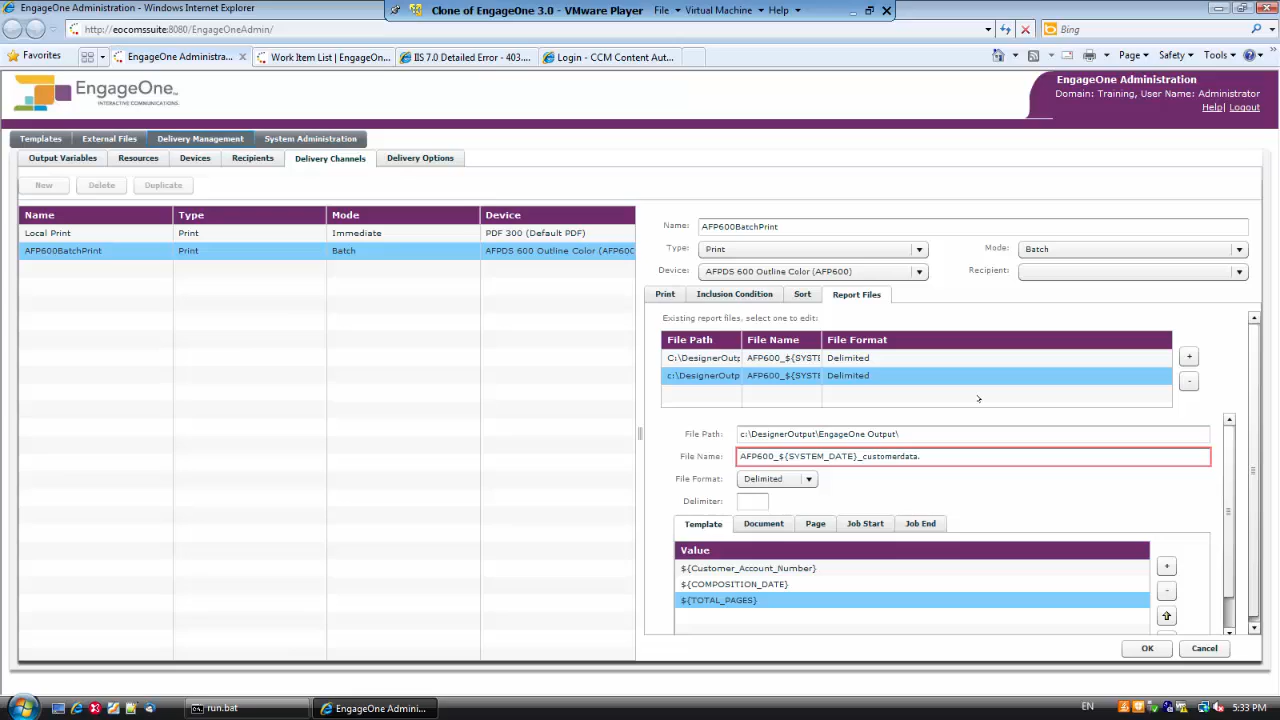 EngageOne Administration - Windows Internet Explorer
Clone of EngageOne 3.0 - VMware Player File Virtual Machine Help
http://eocomssuite:8080/EngageOneAdmin/
Bing
Favorites
EngageOne Administra...
Work Item List | EngageOn...
IIS 7.0 Detailed Error - 403....
Login - CCM Content Aut...
Page Safety Tools
EngageOne™
INTERACTIVE COMMUNICATIONS
EngageOne Administration
Domain: Training, User Name: Administrator
Help| Logout
Templates External Files Delivery Management System Administration
Output Variables Resources Devices Recipients Delivery Channels Delivery Options
New Delete Duplicate
Name Type Mode Device
Local Print Print Immediate PDF 300 (Default PDF)
AFP600BatchPrint Print Batch AFPDS 600 Outline Color (AFP600
Name: AFP600BatchPrint
Type: Print Mode: Batch
Device: AFPDS 600 Outline Color (AFP600) Recipient:
Print Inclusion Condition Sort Report Files
Existing report files, select one to edit:
File Path File Name File Format
C:\DesignerOutp AFP600_${SYSTE Delimited
c:\DesignerOutp AFP600_${SYSTE Delimited
+
-
File Path: c:\DesignerOutput\EngageOne Output\
File Name: AFP600_${SYSTEM_DATE}_customerdata.
File Format: Delimited
Delimiter:
Template Document Page Job Start Job End
Value
${Customer_Account_Number}
${COMPOSITION_DATE}
${TOTAL_PAGES}
+
-
OK Cancel
run.bat
EngageOne Admini...
EN
5:33 PM